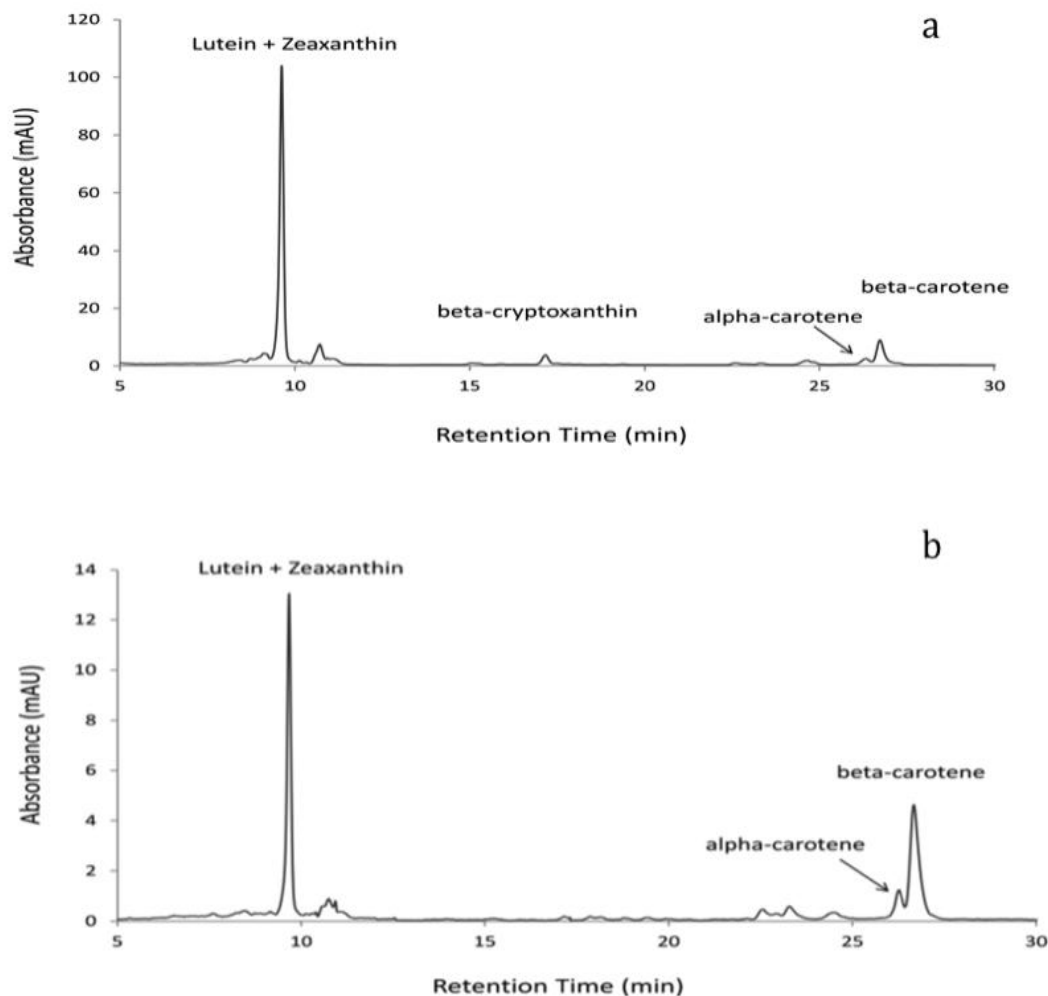 a
120
Lutein + Zeaxanthin
100
80
60
40
20
0
Absorbance (mAU)
beta-cryptoxanthin
alpha-carotene
beta-carotene
5 10 15 20 25 30
Retention Time (min)
b
14
Lutein + Zeaxanthin
12
10
8
6
4
2
0
Absorbance (mAU)
beta-carotene
alpha-carotene
5 10 15 20 25 30
Retention Time (min)